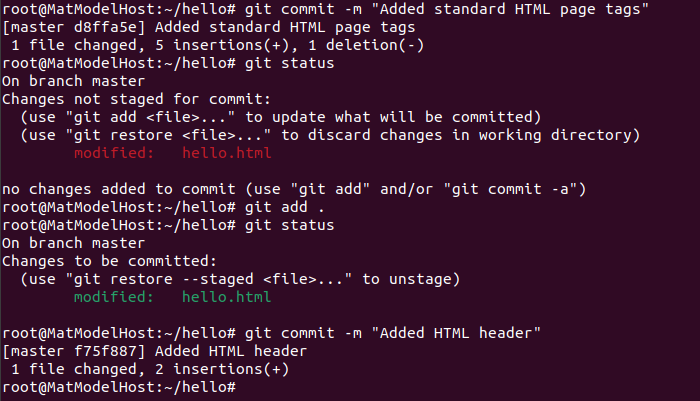 root@MatModelHost:~/hello# git commit -m "Added standard HTML page tags"
[master d8ffa5e] Added standard HTML page tags
 1 file changed, 5 insertions(+), 1 deletion(-)
root@MatModelHost:~/hello# git status
On branch master
Changes not staged for commit:
  (use "git add <file>..." to update what will be committed)
  (use "git restore <file>..." to discard changes in working directory)
        modified:   hello.html

no changes added to commit (use "git add" and/or "git commit -a")
root@MatModelHost:~/hello# git add .
root@MatModelHost:~/hello# git status
On branch master
Changes to be committed:
  (use "git restore --staged <file>..." to unstage)
        modified:   hello.html

root@MatModelHost:~/hello# git commit -m "Added HTML header"
[master f75f887] Added HTML header
 1 file changed, 2 insertions(+)
root@MatModelHost:~/hello#